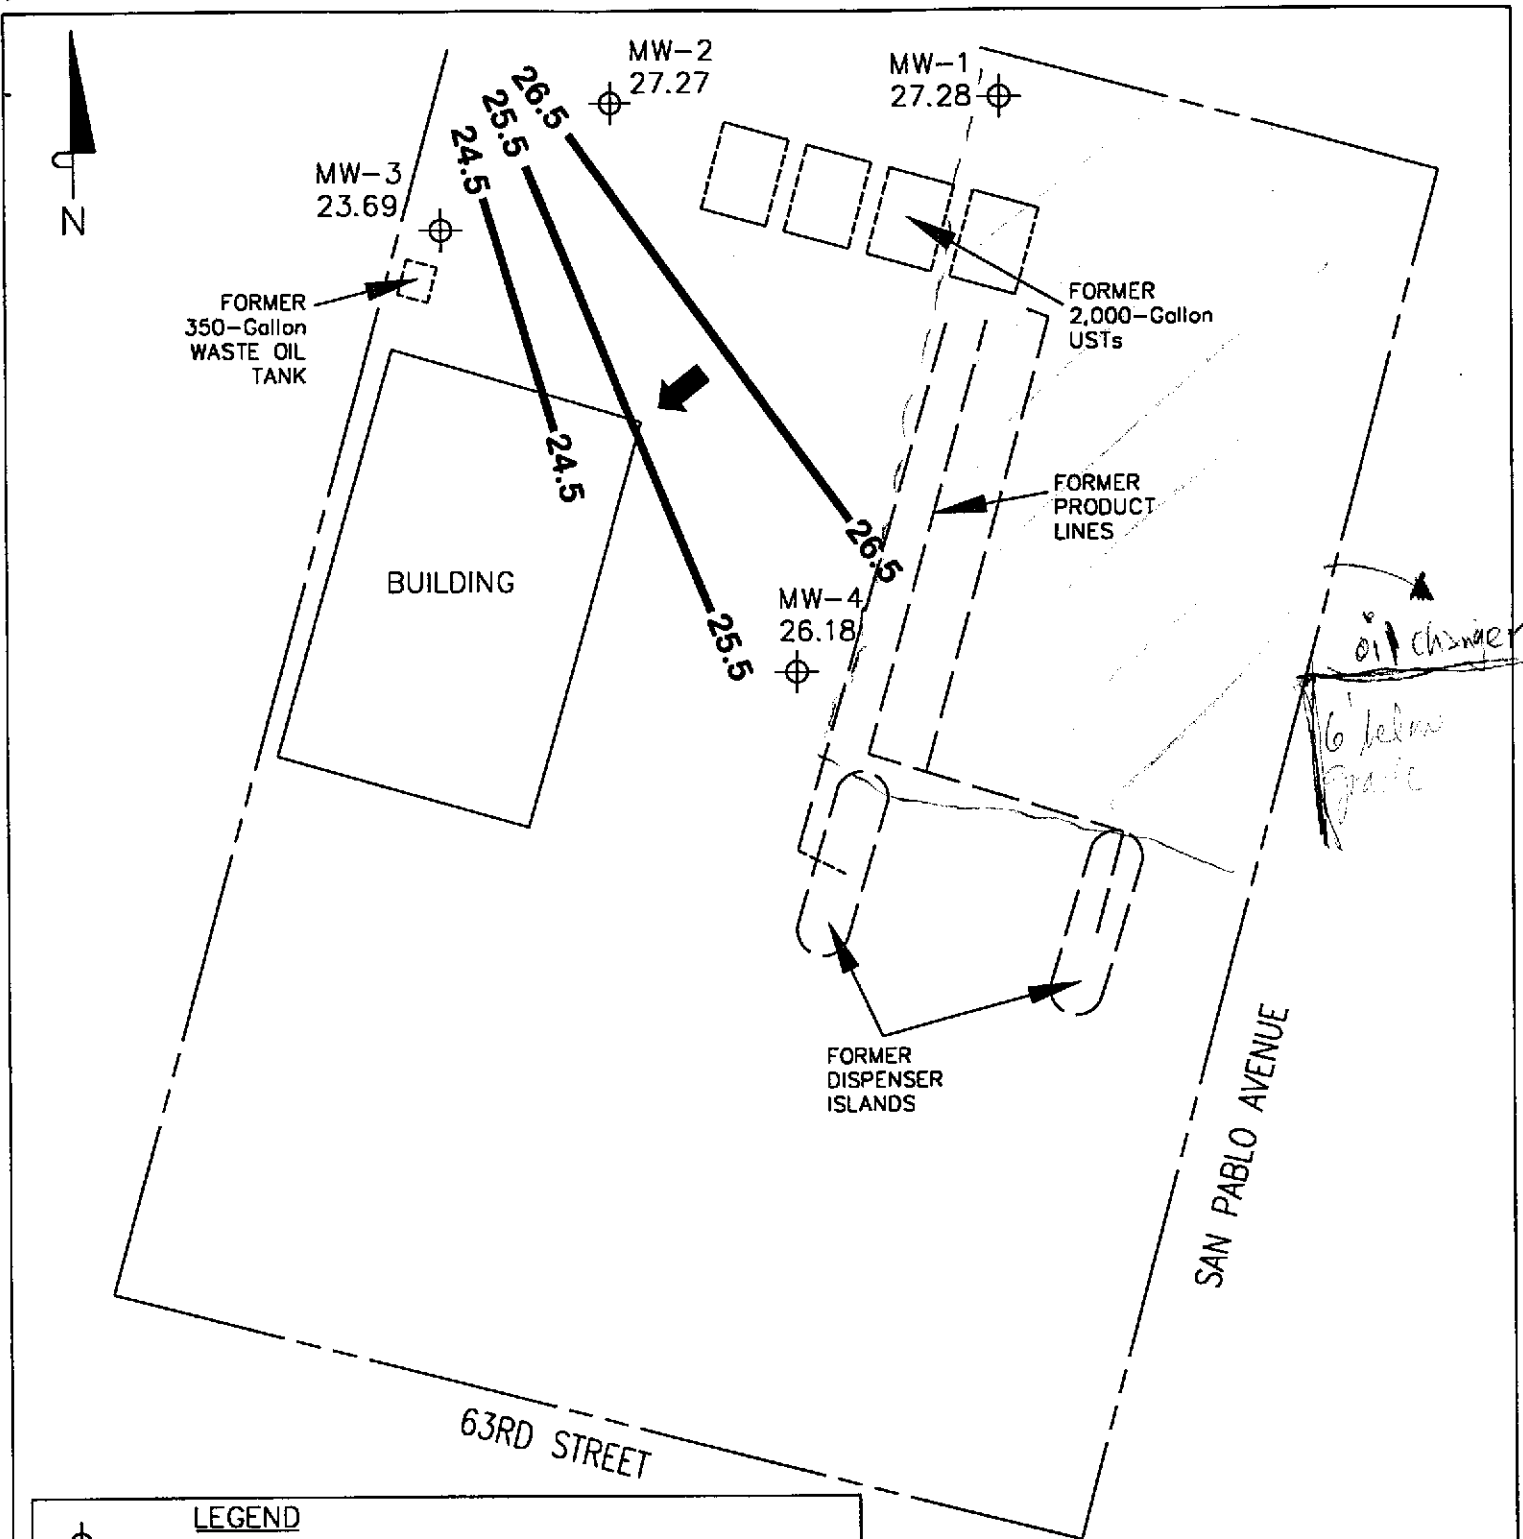 MW-2
27.27
MW-1
27.28
26.5
25.5
24.5
MW-3
23.69
N
FORMER
350-Gallon
WASTE OIL
TANK
FORMER
2,000-Gallon
USTs
24.5
FORMER
PRODUCT
LINES
26.5
BUILDING
MW-4
26.18
25.5
oil changer
6' below
grade
FORMER
DISPENSER
ISLANDS
SAN PABLO AVENUE
63RD STREET
LEGEND